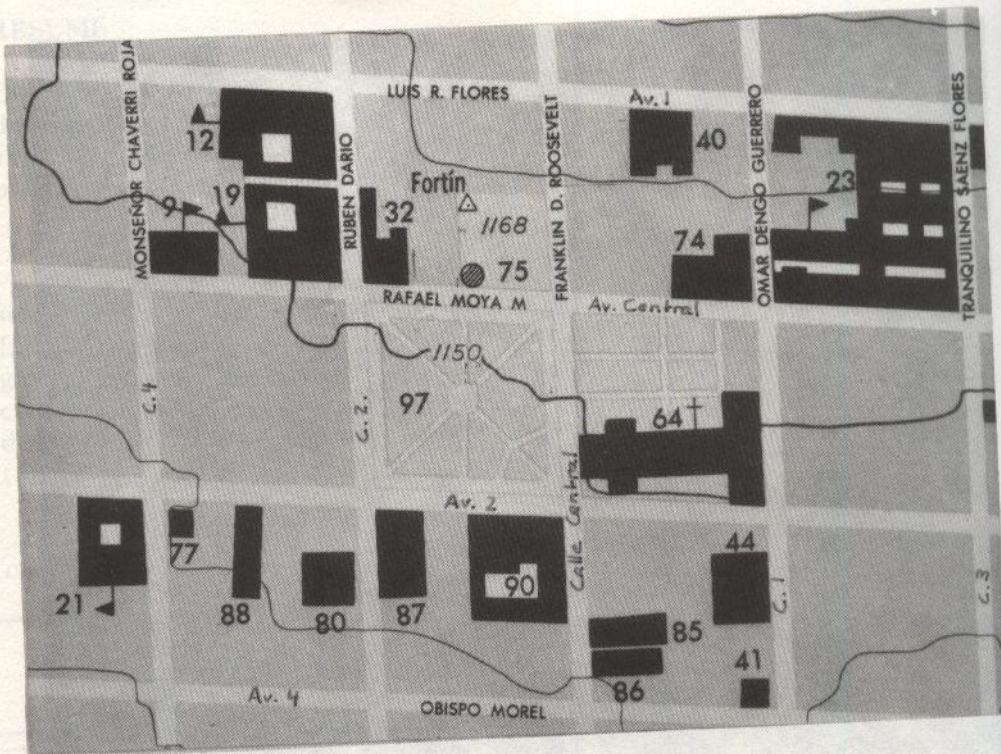 RESUME
MONSEÑOR CHAVERRI ROJA
RUBEN DARIO
LUIS R. FLORES
FRANKLIN D. ROOSEVELT
Av. 1
OMAR DENGO GUERRERO
TRANQUILINO SAENZ FLORES
12
40
9
19
32
Fortín
1168
23
74
75
RAFAEL MOYA M
Av. Central
1150
97
64
C. 4
C. 2.
Calle Central
Av. 2
C. 1
C. 3
77
21
88
80
87
90
44
85
86
41
Av. 4
OBISPO MOREL